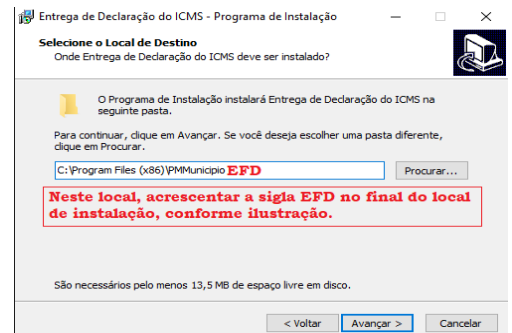 Entrega de Declaração do ICMS - Programa de Instalação
Selecione o Local de Destino
Onde Entrega de Declaração do ICMS deve ser instalado?
O Programa de Instalação instalará Entrega de Declaração do ICMS na
seguinte pasta.
Para continuar, clique em Avançar. Se você deseja escolher uma pasta diferente,
clique em Procurar.
C:\Program Files (x86)\PMMunicipio EFD
Procurar...
Neste local, acrescentar a sigla EFD no final do local
de instalação, conforme ilustração.
São necessários pelo menos 13,5 MB de espaço livre em disco.
< Voltar
Avançar >
Cancelar